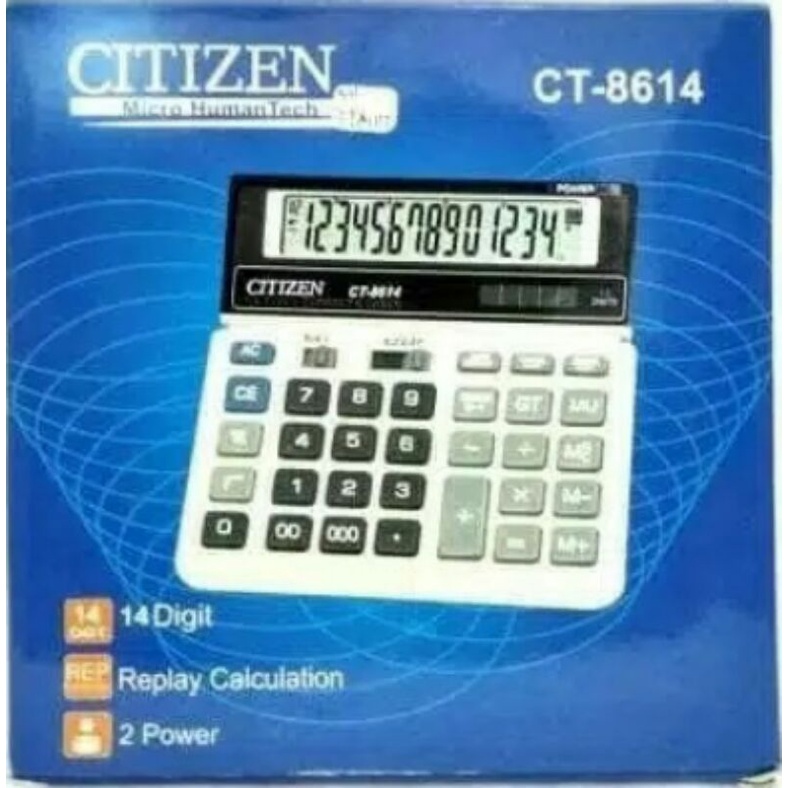 CITIZEN
CT-8614
Micro HumanTech
POWER
12345678901234
CITIZEN CT-8614
AC
CE 7 8 9 GT MU
4 5 6 - ÷
1 2 3 + × M-
0 00 000 . = M+
14 14 Digit
REP Replay Calculation
2 Power